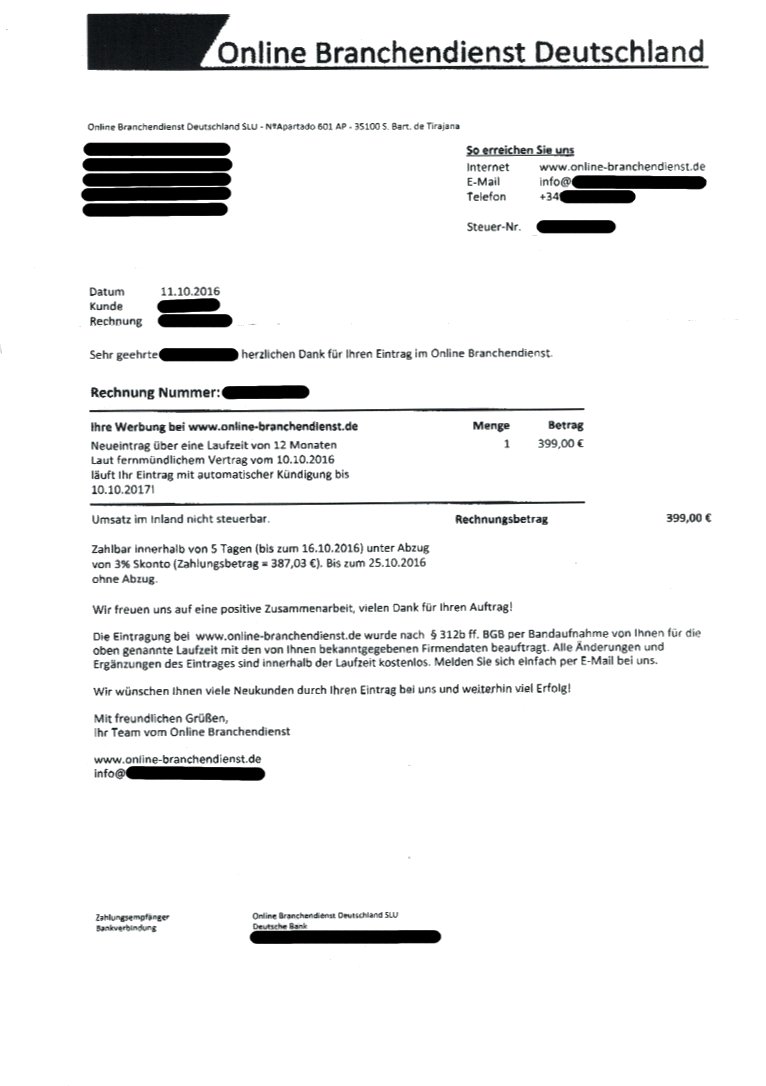 Online Branchendienst Deutschland
Online Branchendienst Deutschland SLU - NºApartado 601 AP - 35100 S. Bart. de Tirajana
So erreichen Sie uns
Internet www.online-branchendienst.de
E-Mail info@
Telefon +34
Steuer-Nr.
Datum 11.10.2016
Kunde
Rechnung
Sehr geehrte herzlichen Dank für Ihren Eintrag im Online Branchendienst.
Rechnung Nummer:
Ihre Werbung bei www.online-branchendienst.de Menge Betrag
Neueintrag über eine Laufzeit von 12 Monaten 1 399,00 €
Laut fernmündlichem Vertrag vom 10.10.2016
läuft Ihr Eintrag mit automatischer Kündigung bis
10.10.2017!
Umsatz im Inland nicht steuerbar. Rechnungsbetrag 399,00 €
Zahlbar innerhalb von 5 Tagen (bis zum 16.10.2016) unter Abzug
von 3% Skonto (Zahlungsbetrag = 387,03 €). Bis zum 25.10.2016
ohne Abzug.
Wir freuen uns auf eine positive Zusammenarbeit, vielen Dank für Ihren Auftrag!
Die Eintragung bei www.online-branchendienst.de wurde nach § 312b ff. BGB per Bandaufnahme von Ihnen für die
oben genannte Laufzeit mit den von Ihnen bekanntgegebenen Firmendaten beauftragt. Alle Änderungen und
Ergänzungen des Eintrages sind innerhalb der Laufzeit kostenlos. Melden Sie sich einfach per E-Mail bei uns.
Wir wünschen Ihnen viele Neukunden durch Ihren Eintrag bei uns und weiterhin viel Erfolg!
Mit freundlichen Grüßen,
Ihr Team vom Online Branchendienst
www.online-branchendienst.de
info@
Zahlungsempfänger Online Branchendienst Deutschland SLU
Bankverbindung Deutsche Bank